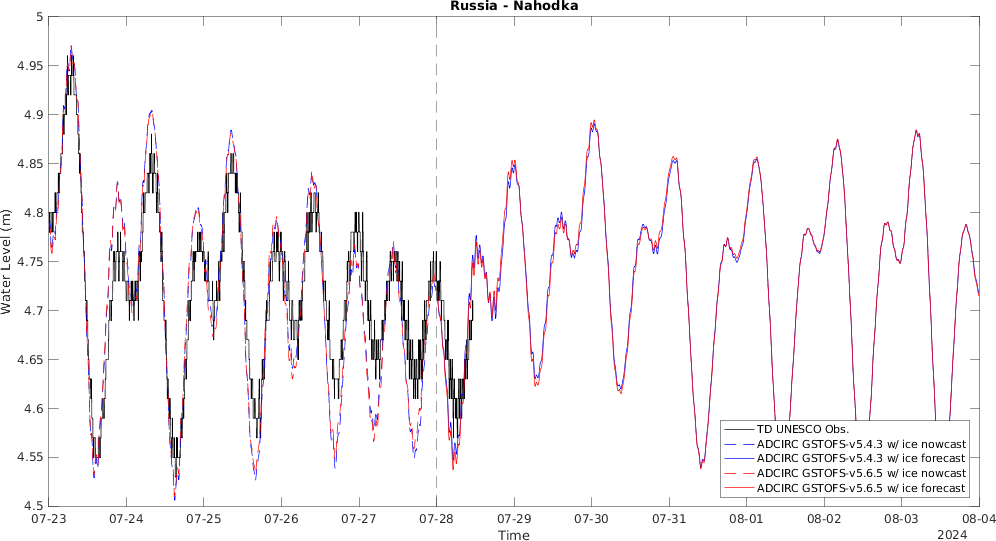 Russia - Nahodka
5
4.95
4.9
4.85
4.8
4.75
4.7
4.65
4.6
4.55
4.5
Water Level (m)
TD UNESCO Obs.
ADCIRC GSTOFS-v5.4.3 w/ ice nowcast
ADCIRC GSTOFS-v5.4.3 w/ ice forecast
ADCIRC GSTOFS-v5.6.5 w/ ice nowcast
ADCIRC GSTOFS-v5.6.5 w/ ice forecast
07-23 07-24 07-25 07-26 07-27 07-28 07-29 07-30 07-31 08-01 08-02 08-03 08-04
Time
2024